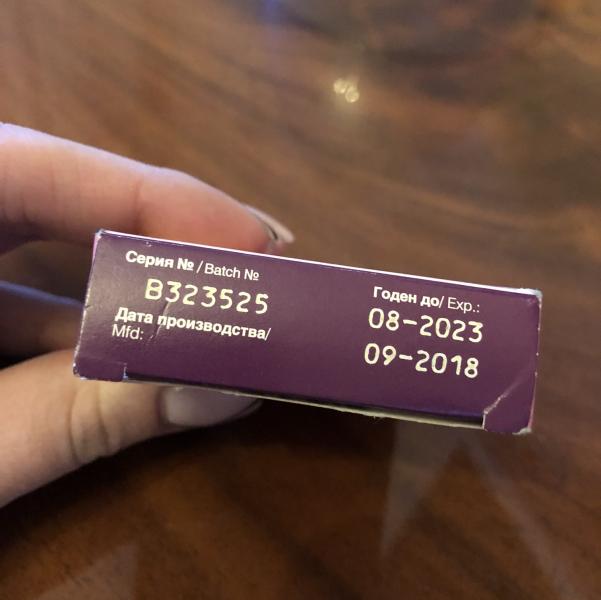 Серия № / Batch №
B323525
Дата производства/
Mfd:
Годен до/ Exp.:
08-2023
09-2018